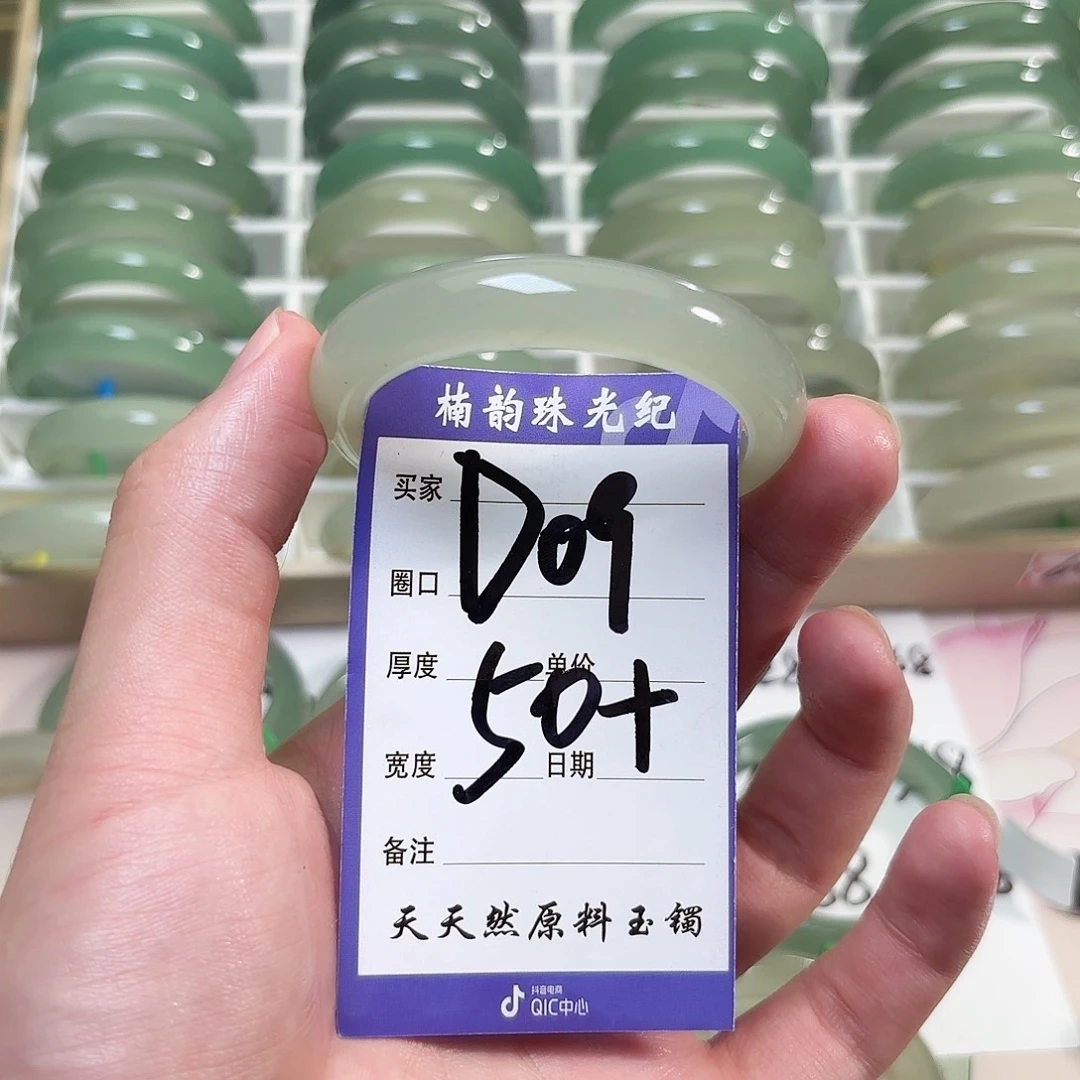 楠韵珠光纪
买家 D09
圈口
厚度 单价
50+
宽度 日期
备注
天天然原料玉镯
抖音电商
QIC中心